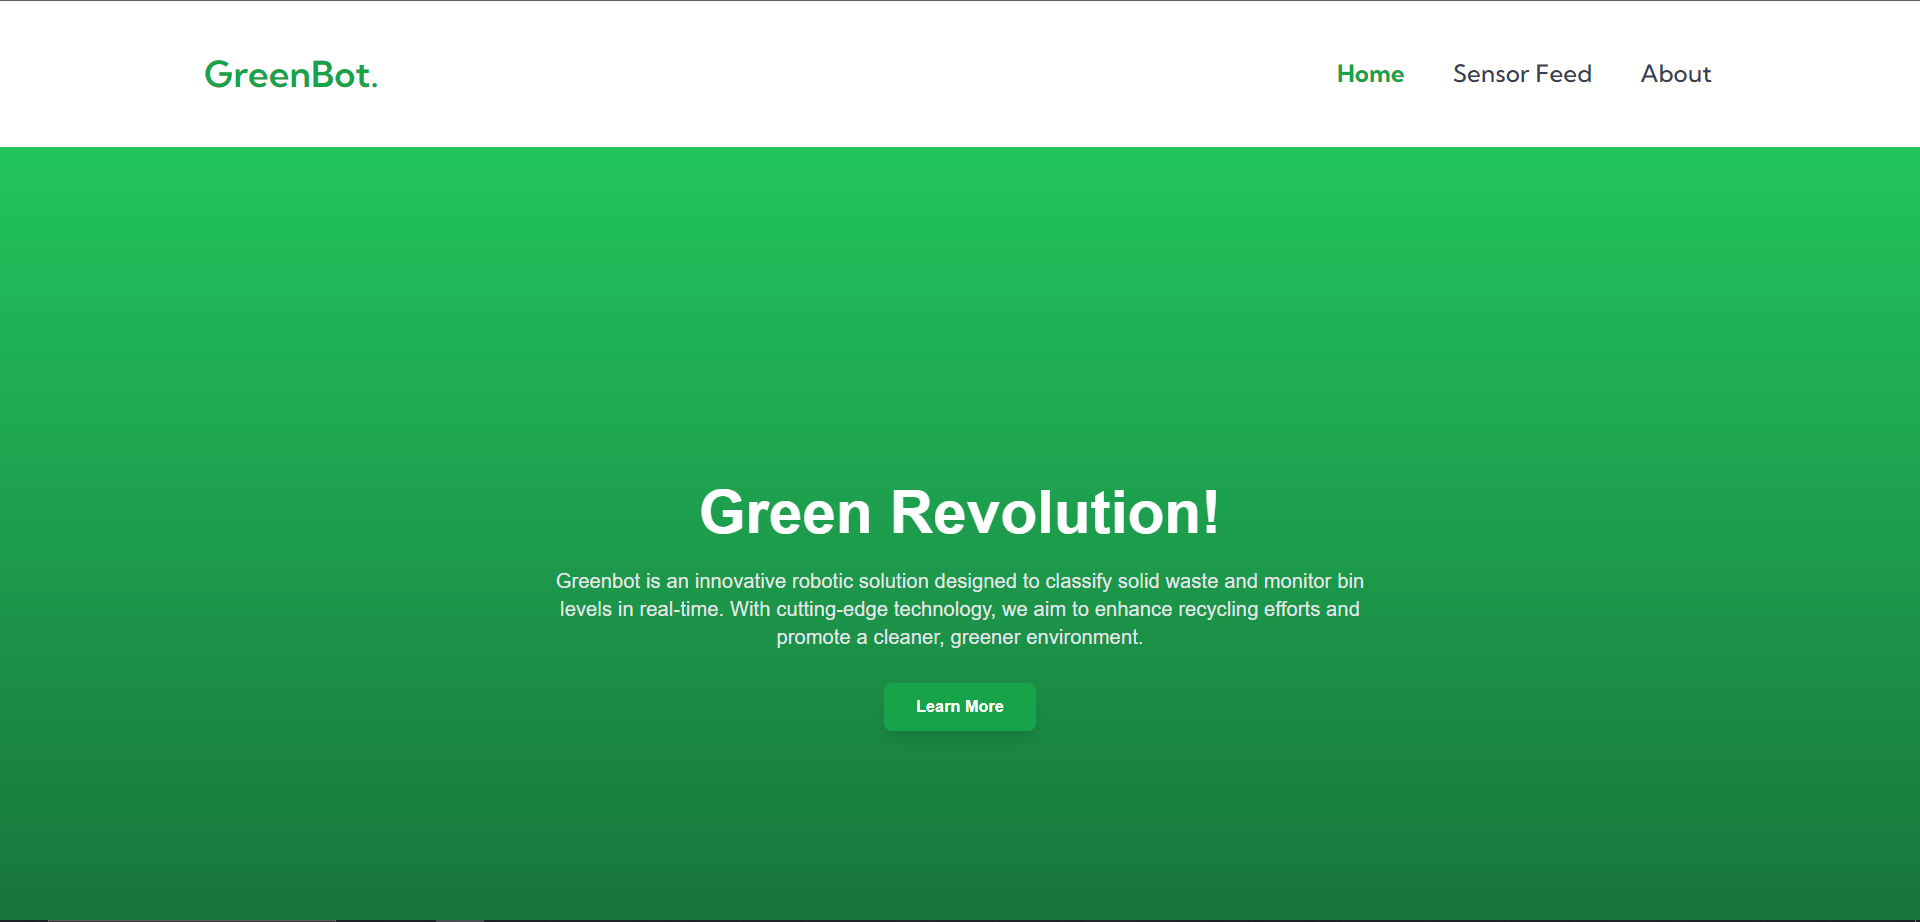 GreenBot.
Home
Sensor Feed
About
Green Revolution!
Greenbot is an innovative robotic solution designed to classify solid waste and monitor bin
levels in real-time. With cutting-edge technology, we aim to enhance recycling efforts and
promote a cleaner, greener environment.
Learn More